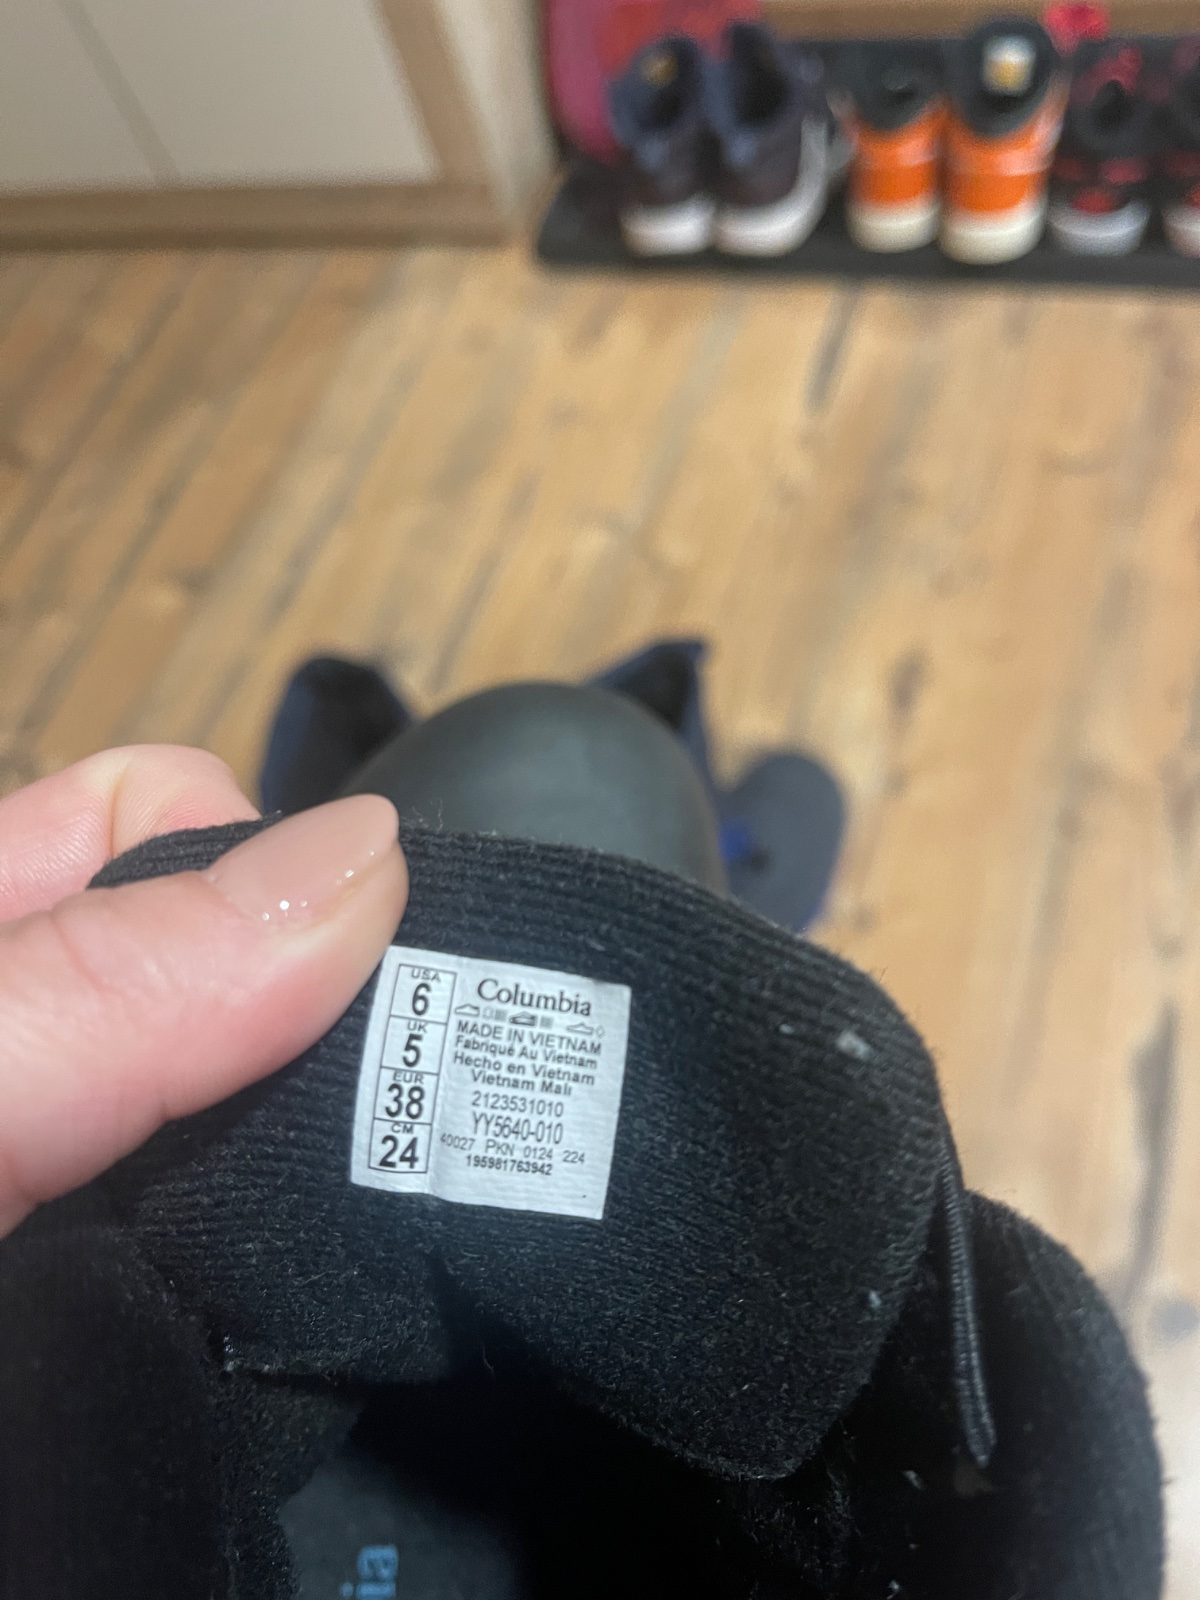 USA
6
UK
5
EUR
38
CM
24
Columbia
MADE IN VIETNAM
Fabriqué Au Vietnam
Hecho en Vietnam
Vietnam Malı
2123531010
YY5640-010
40027 PKN 0124 224
195981763942